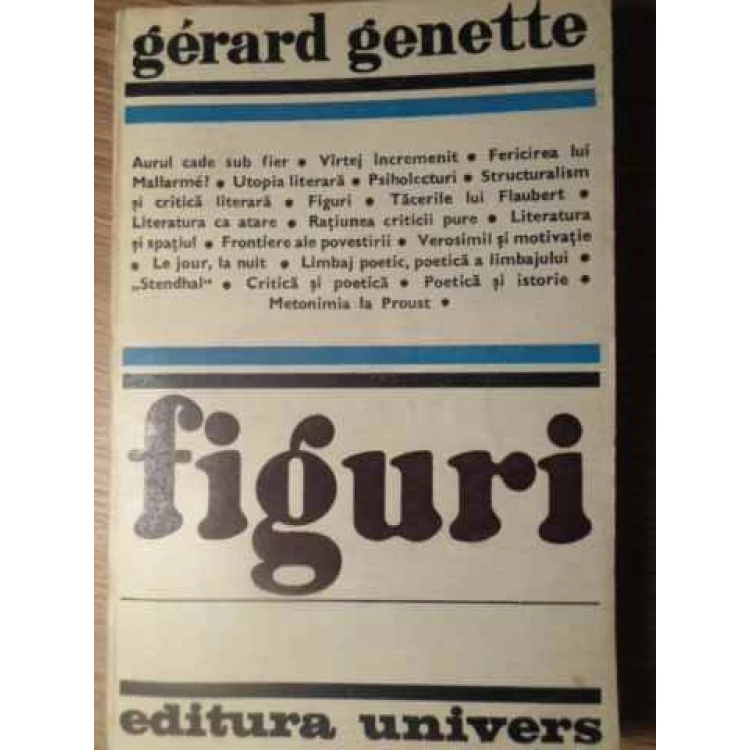 gérard genette
Aurul cade sub fier • Vîrtej încremenit • Fericirea lui
Mallarmé? • Utopia literară • Psiholecturi • Structuralism
și critică literară • Figuri • Tăcerile lui Flaubert •
Literatura ca atare • Rațiunea criticii pure • Literatura
și spațiul • Frontiere ale povestirii • Verosimil și motivație
• Le jour, la nuit • Limbaj poetic, poetică a limbajului •
„Stendhal" • Critică și poetică • Poetică și istorie •
Metonimia la Proust •
figuri
editura univers